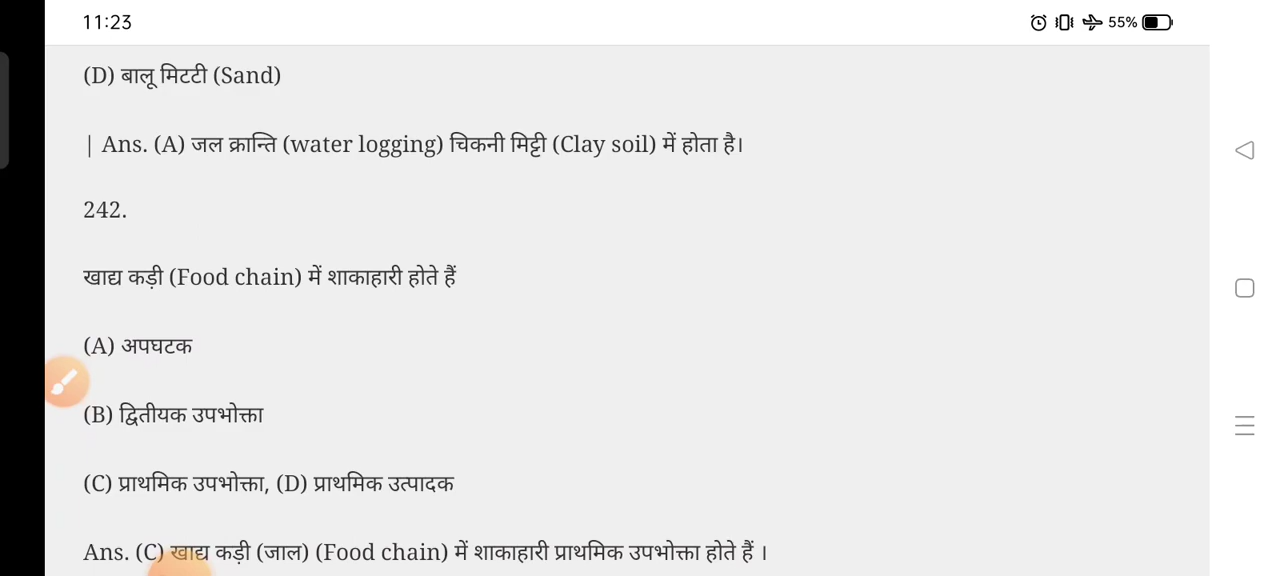 11:23
55%
(D) बालू मिटटी (Sand)
| Ans. (A) जल क्रान्ति (water logging) चिकनी मिट्टी (Clay soil) में होता है।
242.
खाद्य कड़ी (Food chain) में शाकाहारी होते हैं
(A) अपघटक
(B) द्वितीयक उपभोक्ता
(C) प्राथमिक उपभोक्ता, (D) प्राथमिक उत्पादक
Ans. (C) खाद्य कड़ी (जाल) (Food chain) में शाकाहारी प्राथमिक उपभोक्ता होते हैं ।